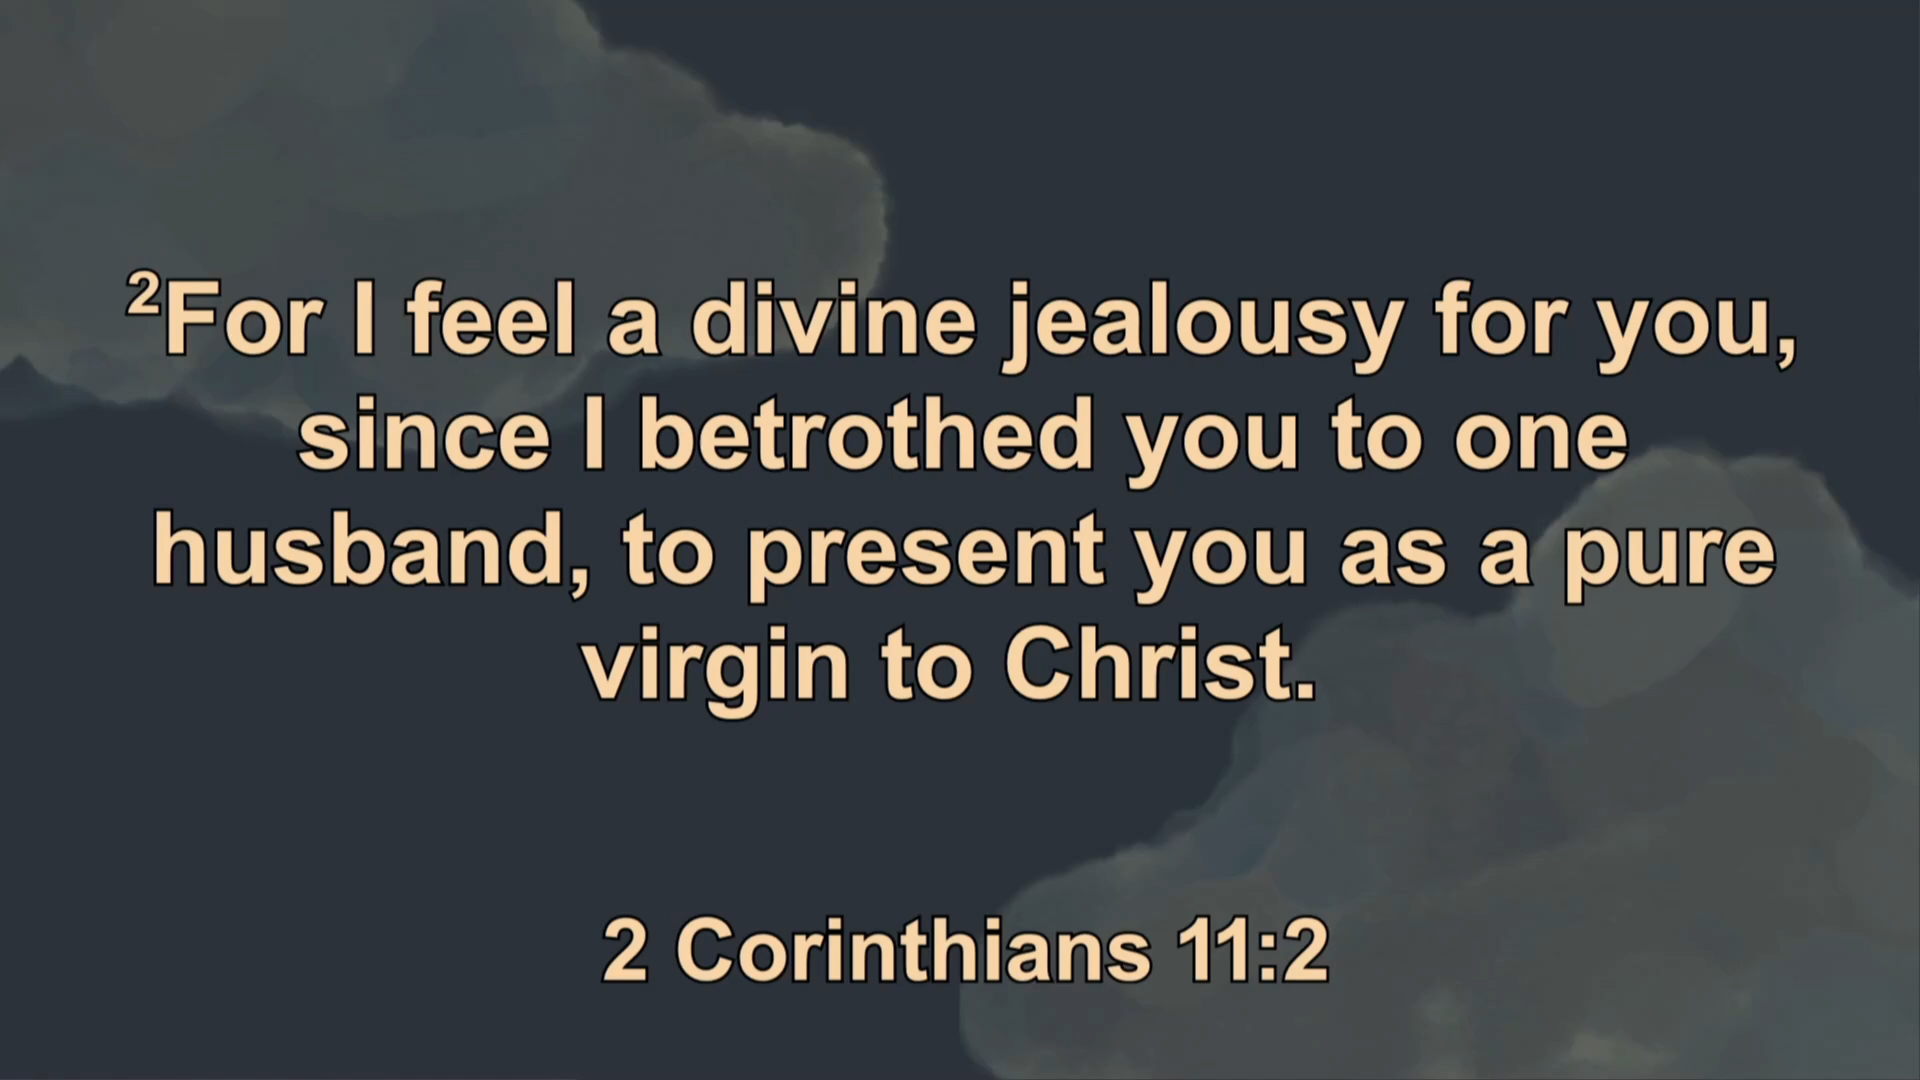 ²For I feel a divine jealousy for you,
since I betrothed you to one
husband, to present you as a pure
virgin to Christ.
2 Corinthians 11:2